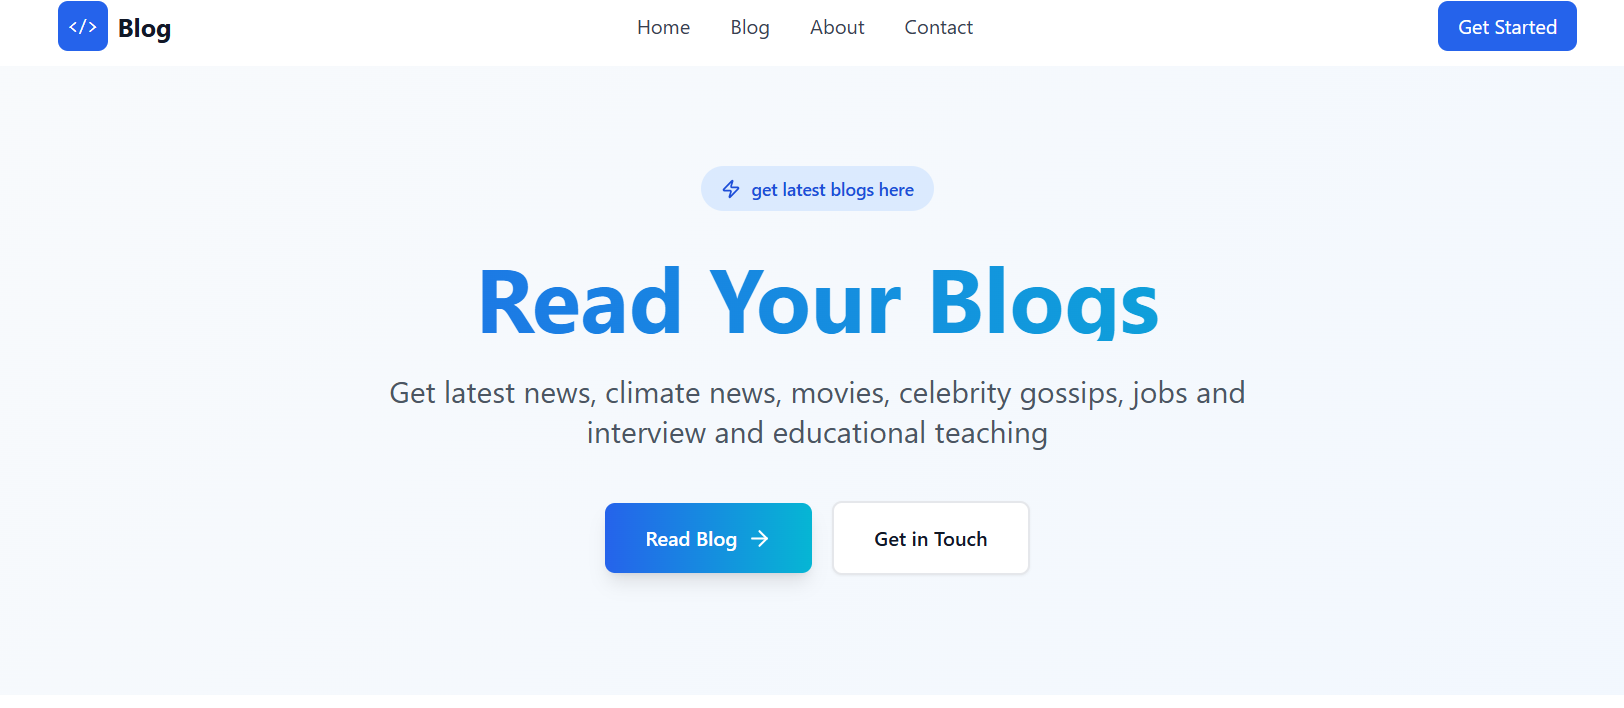 </> Blog
Home Blog About Contact
Get Started
get latest blogs here
Read Your Blogs
Get latest news, climate news, movies, celebrity gossips, jobs and
interview and educational teaching
Read Blog →
Get in Touch